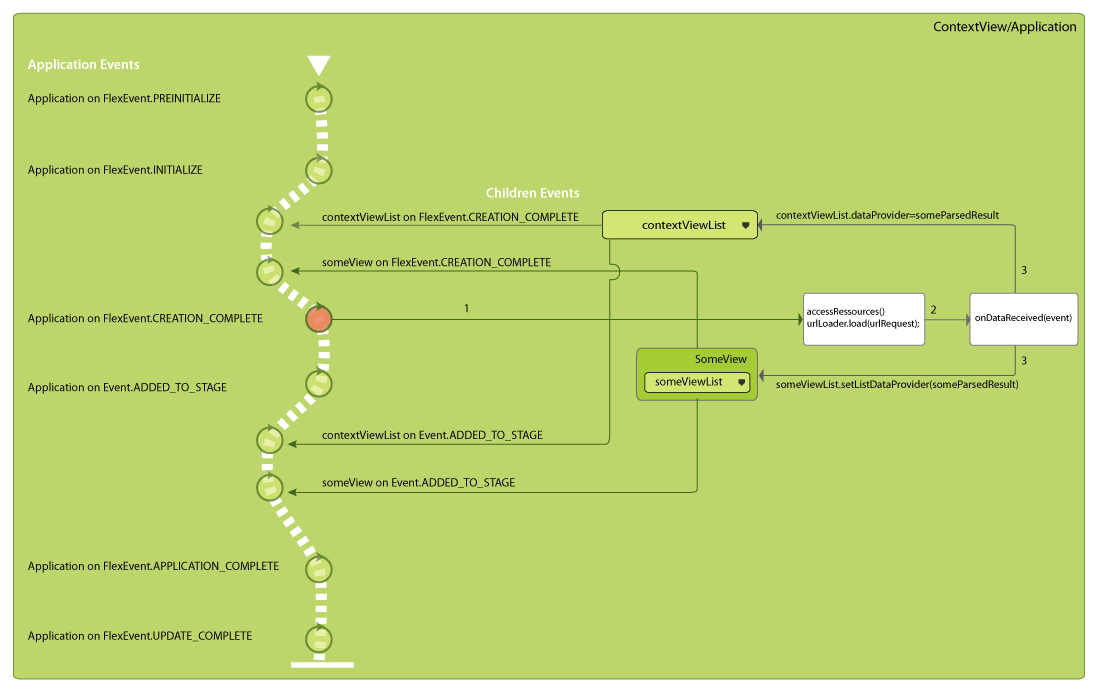 ContextView/Application
Application Events
Application on FlexEvent.PREINITIALIZE
Application on FlexEvent.INITIALIZE
Children Events
contextViewList on FlexEvent.CREATION_COMPLETE
contextViewList
contextViewList.dataProvider=someParsedResult
someView on FlexEvent.CREATION_COMPLETE
3
Application on FlexEvent.CREATION_COMPLETE
1
accessRessources()
urlLoader.load(urlRequest);
2
onDataReceived(event)
SomeView
someViewList
3
someViewList.setListDataProvider(someParsedResult)
Application on Event.ADDED_TO_STAGE
contextViewList on Event.ADDED_TO_STAGE
someView on Event.ADDED_TO_STAGE
Application on FlexEvent.APPLICATION_COMPLETE
Application on FlexEvent.UPDATE_COMPLETE